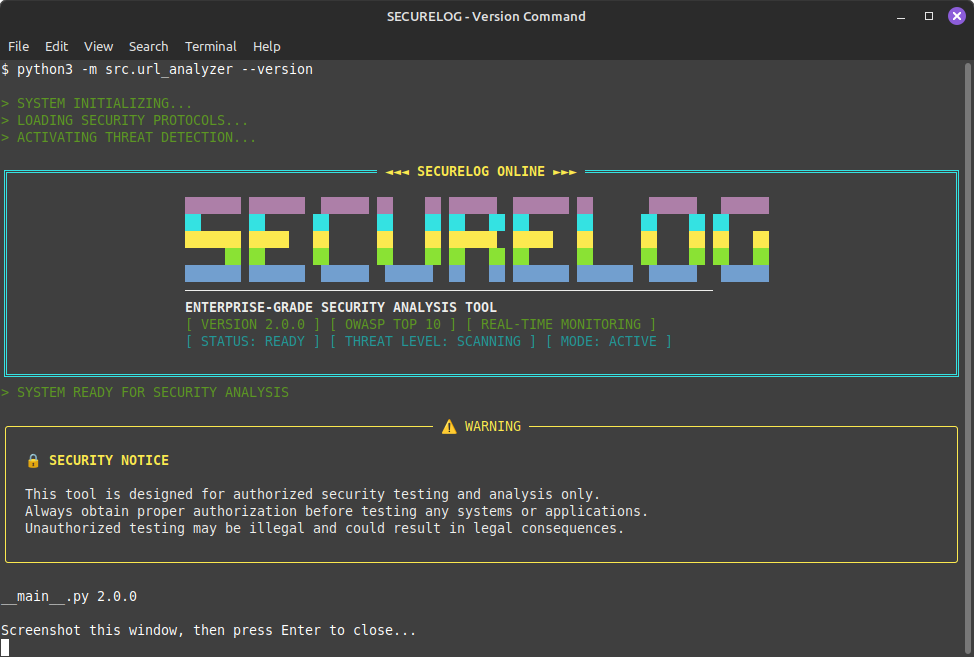 SECURELOG - Version Command
File Edit View Search Terminal Help
$ python3 -m src.url_analyzer --version
> SYSTEM INITIALIZING...
> LOADING SECURITY PROTOCOLS...
> ACTIVATING THREAT DETECTION...
◄◄◄ SECURELOG ONLINE ►►►
SECURELOG
ENTERPRISE-GRADE SECURITY ANALYSIS TOOL
[ VERSION 2.0.0 ] [ OWASP TOP 10 ] [ REAL-TIME MONITORING ]
[ STATUS: READY ] [ THREAT LEVEL: SCANNING ] [ MODE: ACTIVE ]
> SYSTEM READY FOR SECURITY ANALYSIS
⚠️ WARNING
🔒 SECURITY NOTICE
This tool is designed for authorized security testing and analysis only.
Always obtain proper authorization before testing any systems or applications.
Unauthorized testing may be illegal and could result in legal consequences.
__main__.py 2.0.0
Screenshot this window, then press Enter to close...